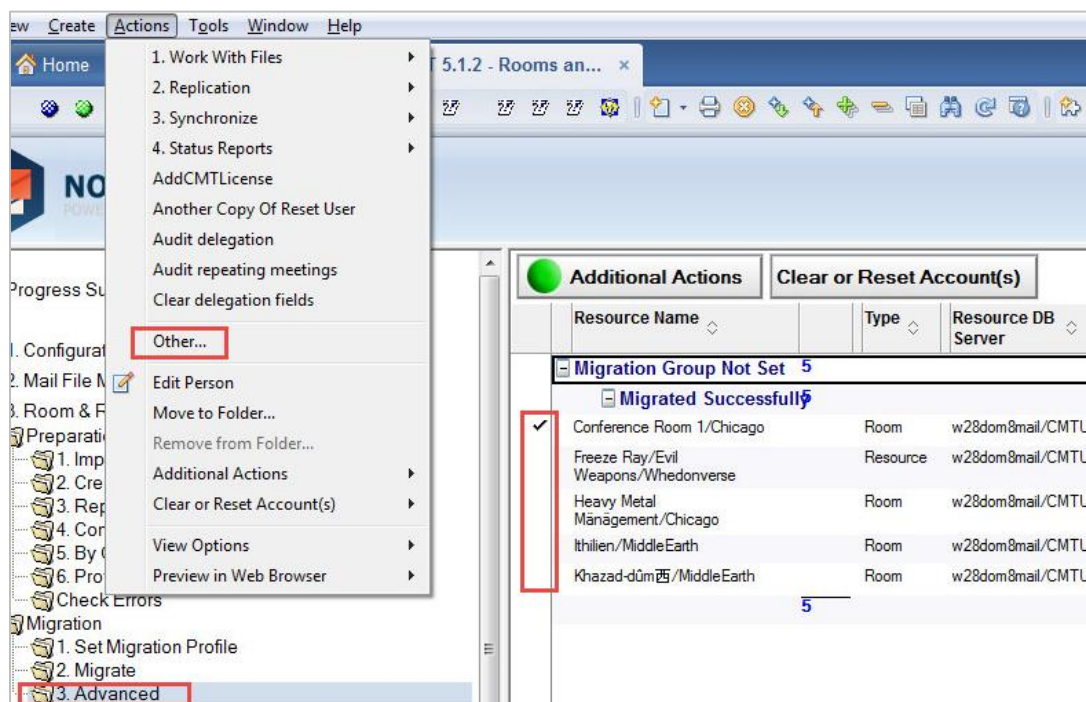 ew Create Actions Tools Window Help
Home
T 5.1.2 - Rooms an... ×
1. Work With Files
2. Replication
3. Synchronize
4. Status Reports
AddCMTLicense
Another Copy Of Reset User
Audit delegation
Audit repeating meetings
Clear delegation fields
Other...
Edit Person
Move to Folder...
Remove from Folder...
Additional Actions
Clear or Reset Account(s)
View Options
Preview in Web Browser
NO
POWE
Progress Su
1. Configurat
2. Mail File M
3. Room & R
Preparati
1. Imp
2. Cre
3. Rep
4. Con
5. By
6. Pro
Check Errors
Migration
1. Set Migration Profile
2. Migrate
3. Advanced
Additional Actions Clear or Reset Account(s)
Resource Name Type Resource DB
Server
Migration Group Not Set 5
Migrated Successfully 5
Conference Room 1/Chicago Room w28dom8mail/CMTU
Freeze Ray/Evil Resource w28dom8mail/CMTU
Weapons/Whedonverse
Heavy Metal Room w28dom8mail/CMTU
Mänägement/Chicago
Ithilien/MiddleEarth Room w28dom8mail/CMTU
Khazad-dûm西/MiddleEarth Room w28dom8mail/CMTU
5